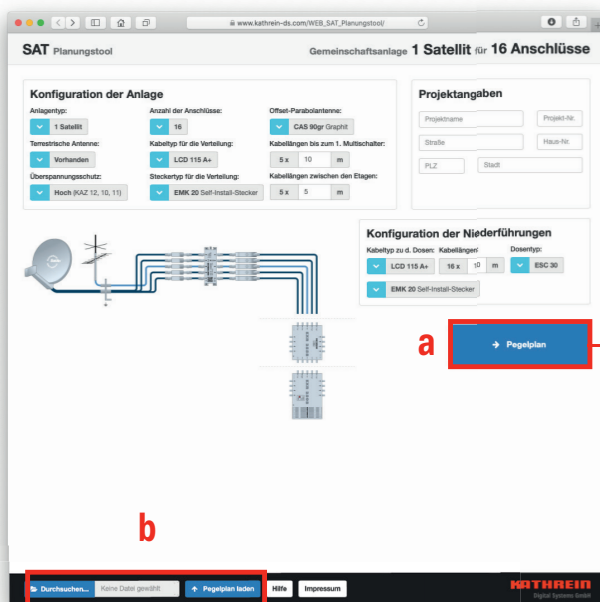 www.kathrein-ds.com/WEB_SAT_Planungstool/
SAT Planungstool
Gemeinschaftsanlage 1 Satellit für 16 Anschlüsse
Konfiguration der Anlage
Anlagentyp: Anzahl der Anschlüsse: Offset-Parabolantenne:
1 Satellit 16 CAS 90gr Graphit
Terrestrische Antenne: Kabeltyp für die Verteilung: Kabellängen bis zum 1. Multischalter:
Vorhanden LCD 115 A+ 5 x 10 m
Überspannungsschutz: Steckertyp für die Verteilung: Kabellängen zwischen den Etagen:
Hoch (KAZ 12, 10, 11) EMK 20 Self-Install-Stecker 5 x 5 m
Projektangaben
Projektname Projekt-Nr.
Straße Haus-Nr.
PLZ Stadt
Konfiguration der Niederführungen
Kabeltyp zu d. Dosen: Kabellängen: Dosentyp:
LCD 115 A+ 16 x 10 m ESC 30
EMK 20 Self-Install-Stecker
a
→ Pegelplan
b
Durchsuchen... Keine Datei gewählt ↑ Pegelplan laden Hilfe Impressum
KATHREIN
Digital Systems GmbH